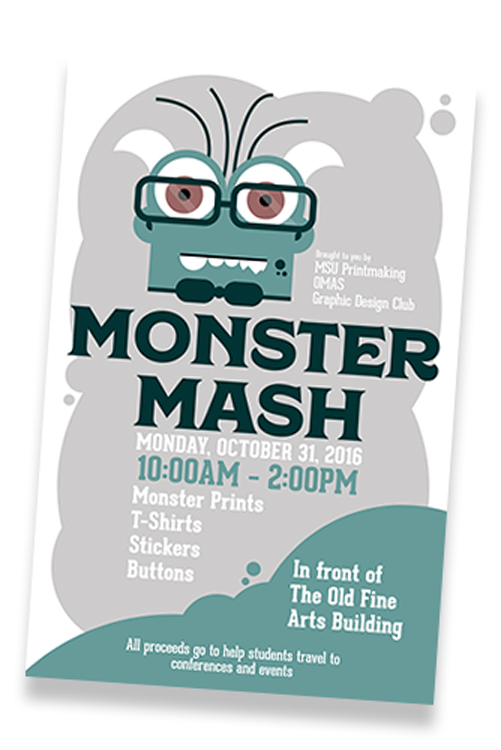 Brought to you by
MSU Printmaking
OMAS
Graphic Design Club
MONSTER
MASH
MONDAY, OCTOBER 31, 2016
10:00AM - 2:00PM
Monster Prints
T-Shirts
Stickers
Buttons
In front of
The Old Fine
Arts Building
All proceeds go to help students travel to
conferences and events